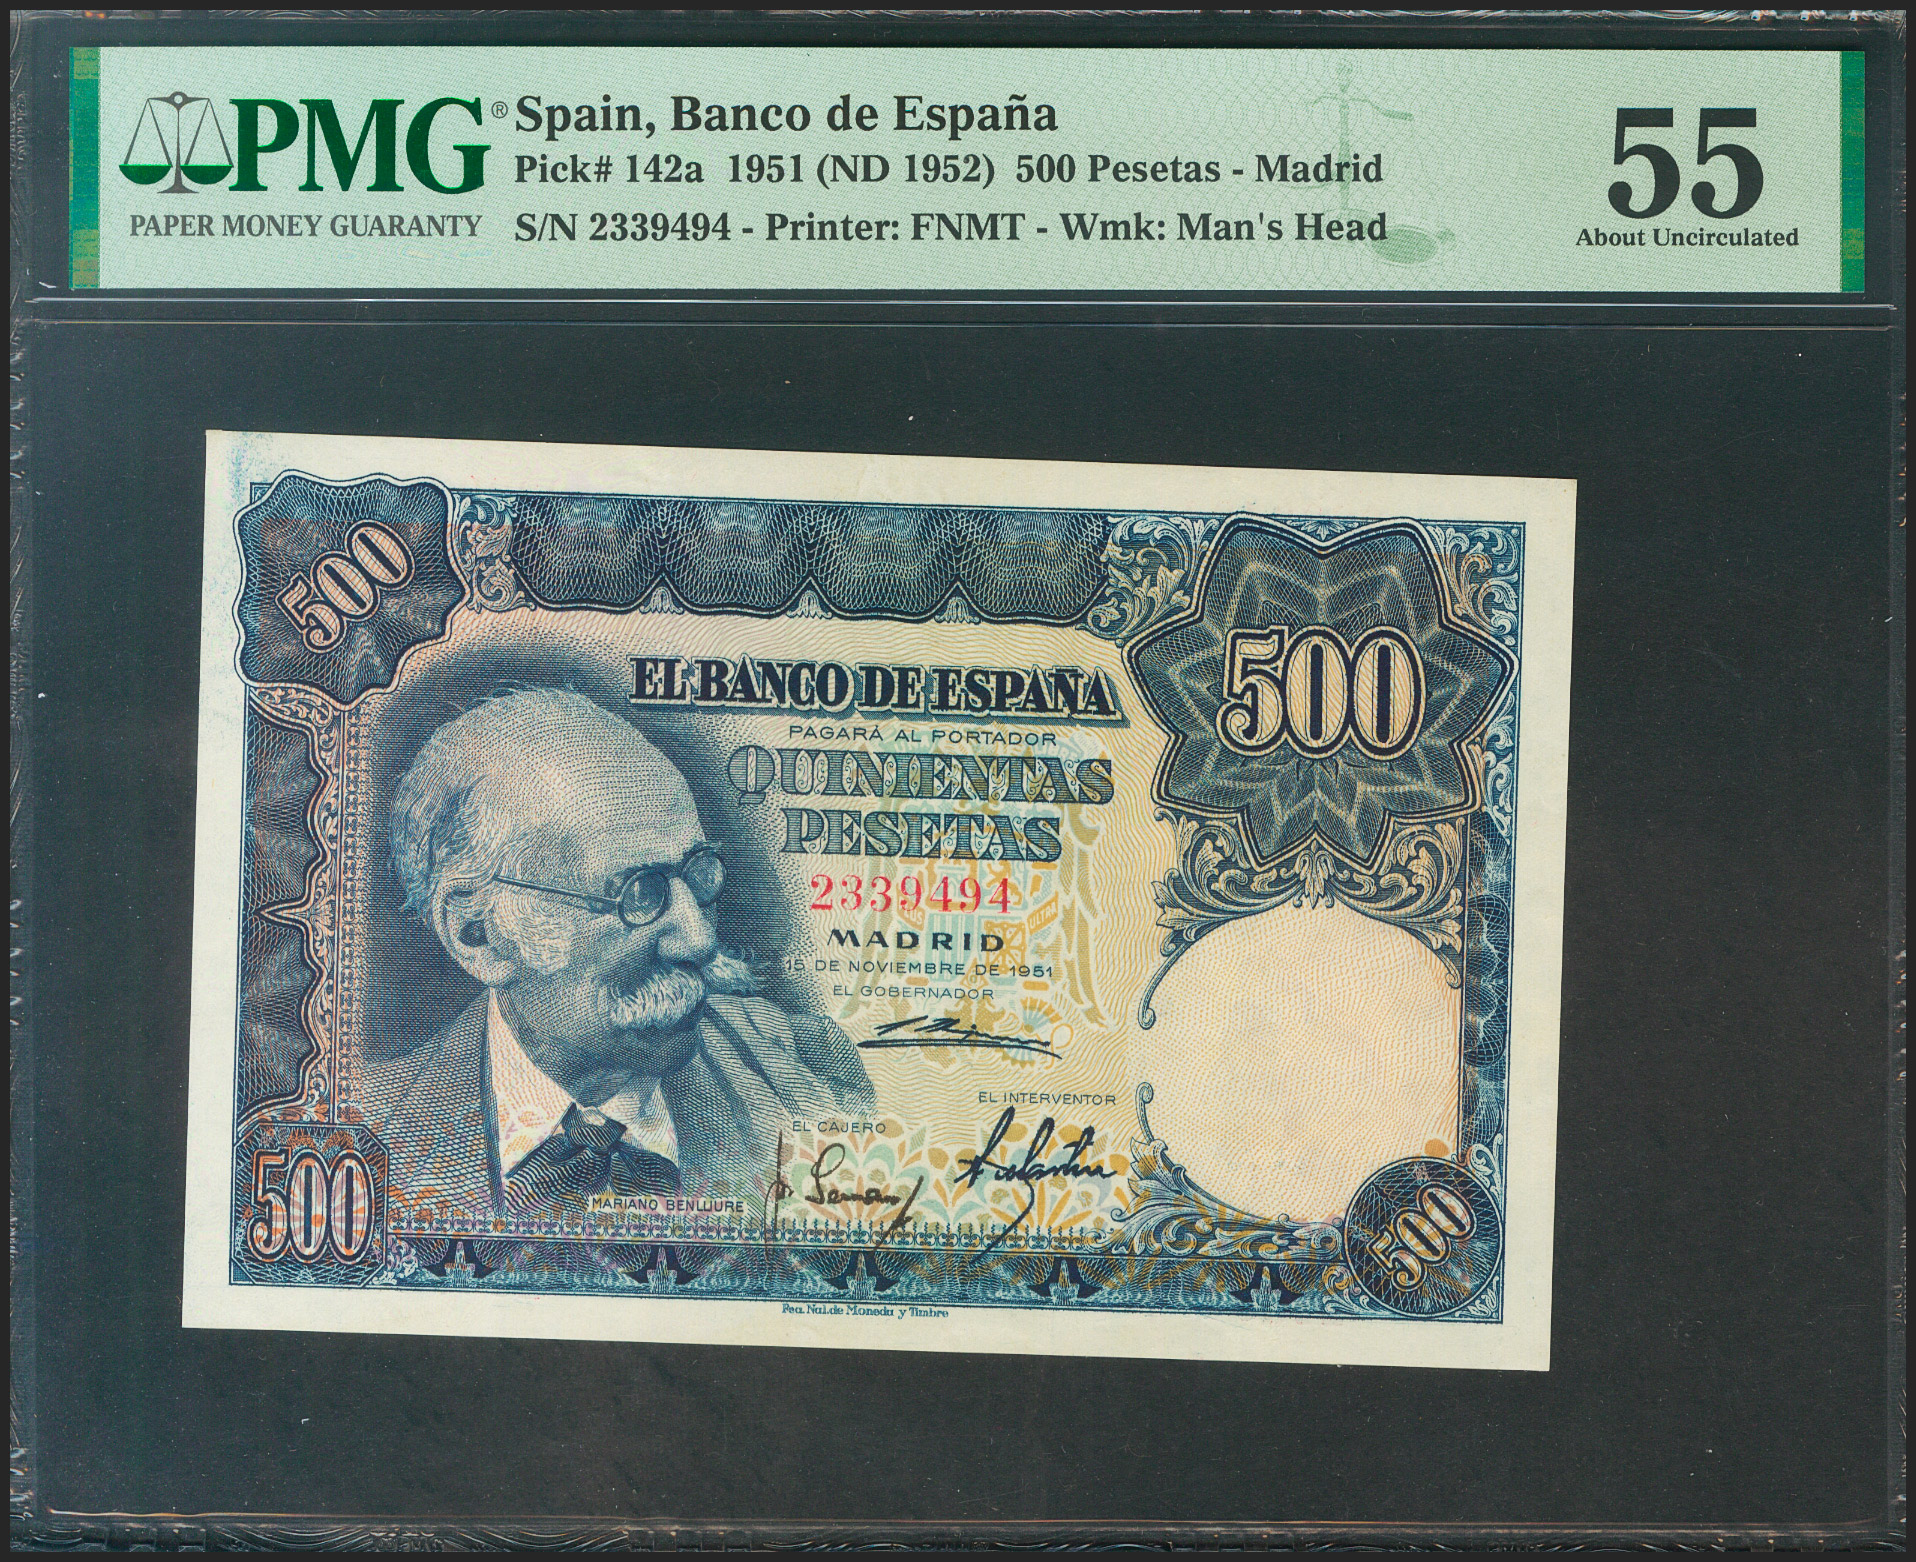 PMG®
PAPER MONEY GUARANTY
Spain, Banco de España
Pick# 142a 1951 (ND 1952) 500 Pesetas - Madrid
S/N 2339494 - Printer: FNMT - Wmk: Man's Head
55
About Uncirculated
500
500
EL BANCO DE ESPAÑA
PAGARÁ AL PORTADOR
QUINIENTAS
PESETAS
2339494
MADRID
15 DE NOVIEMBRE DE 1951
EL GOBERNADOR
EL INTERVENTOR
EL CAJERO
MARIANO BENLLIURE
500
500
Fca. Nal. de Moneda y Timbre